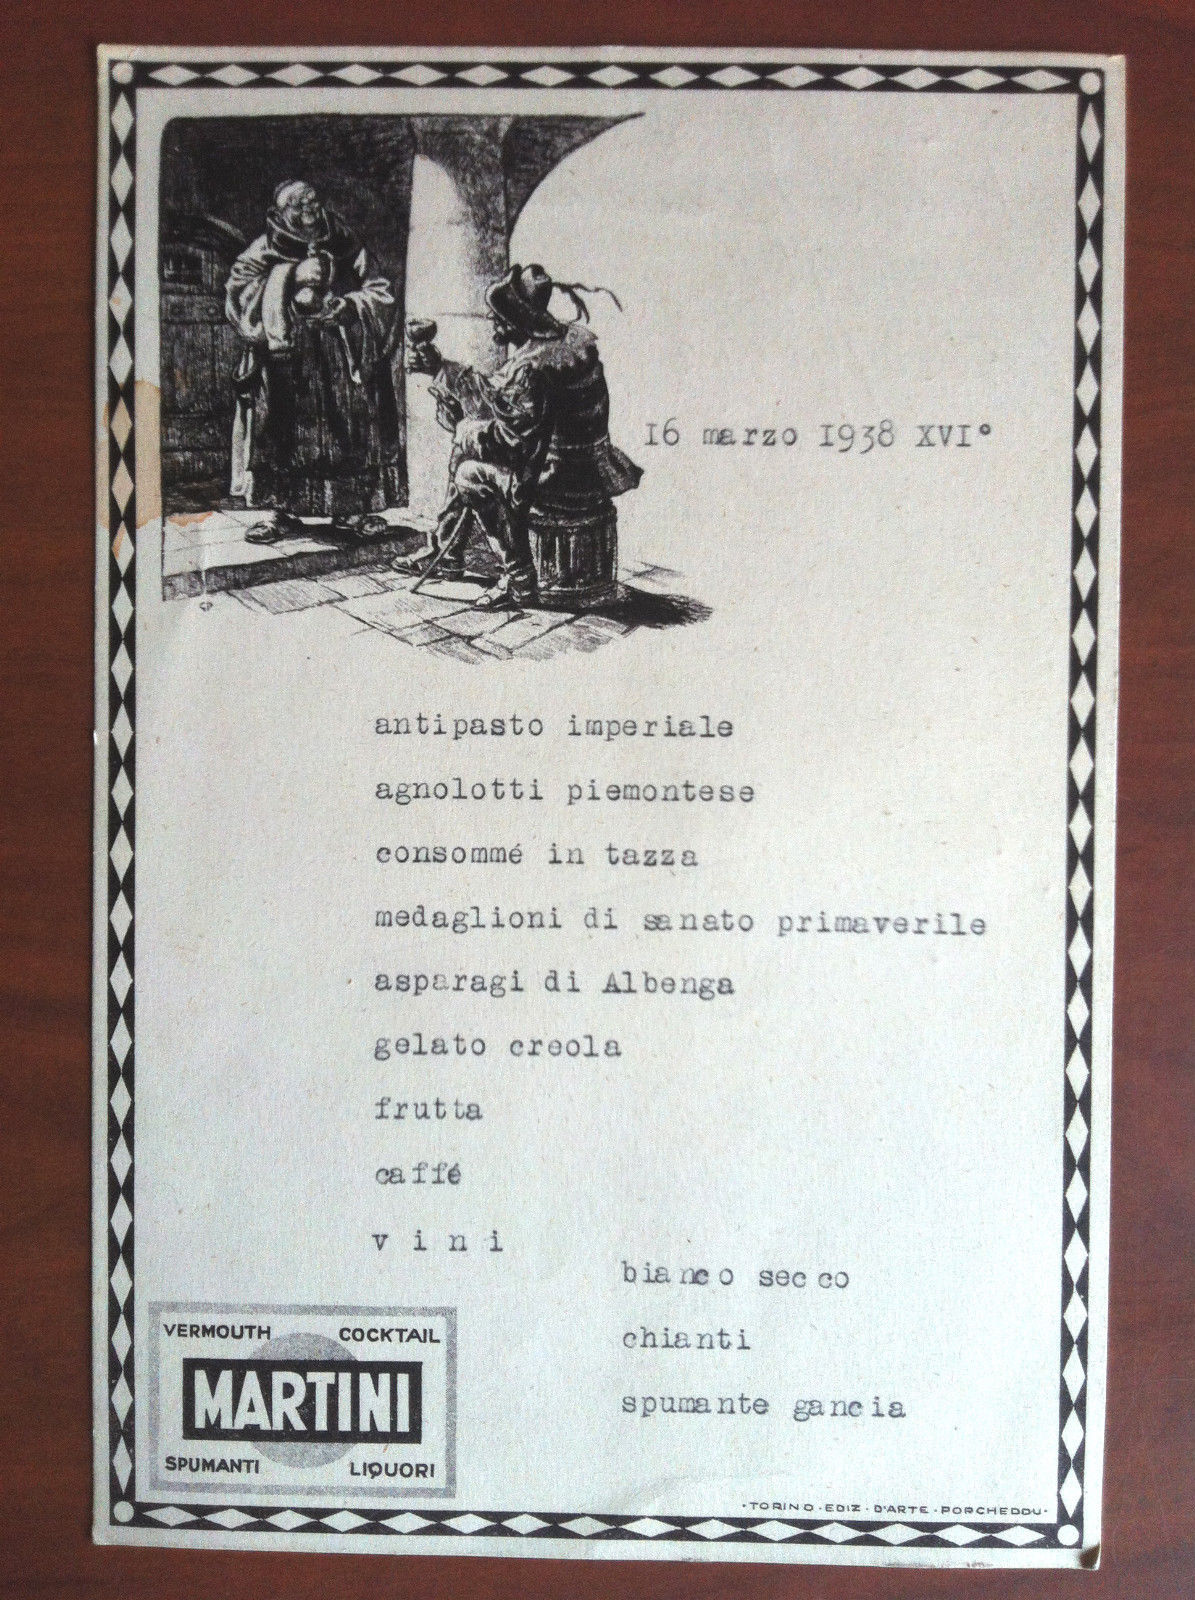 16 marzo 1938 XVI°
antipasto imperiale
agnolotti piemontese
consommé in tazza
medaglioni di sanato primaverile
asparagi di Albenga
gelato creola
frutta
caffé
v i n i
bianco secco
chianti
spumante gancia
VERMOUTH COCKTAIL
MARTINI
SPUMANTI LIQUORI
·TORINO·EDIZ·D'ARTE·PORCHEDDU·